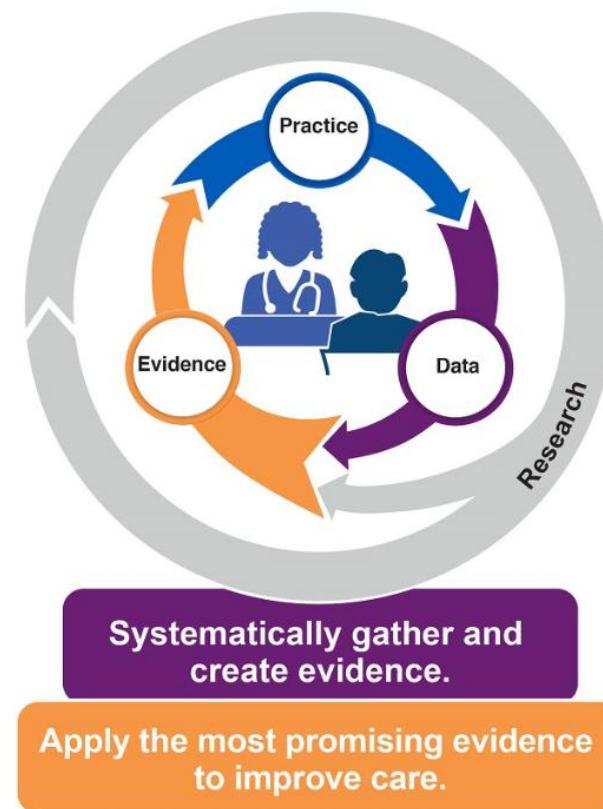 Practice
Evidence
Data
Research
Systematically gather and
create evidence.
Apply the most promising evidence
to improve care.